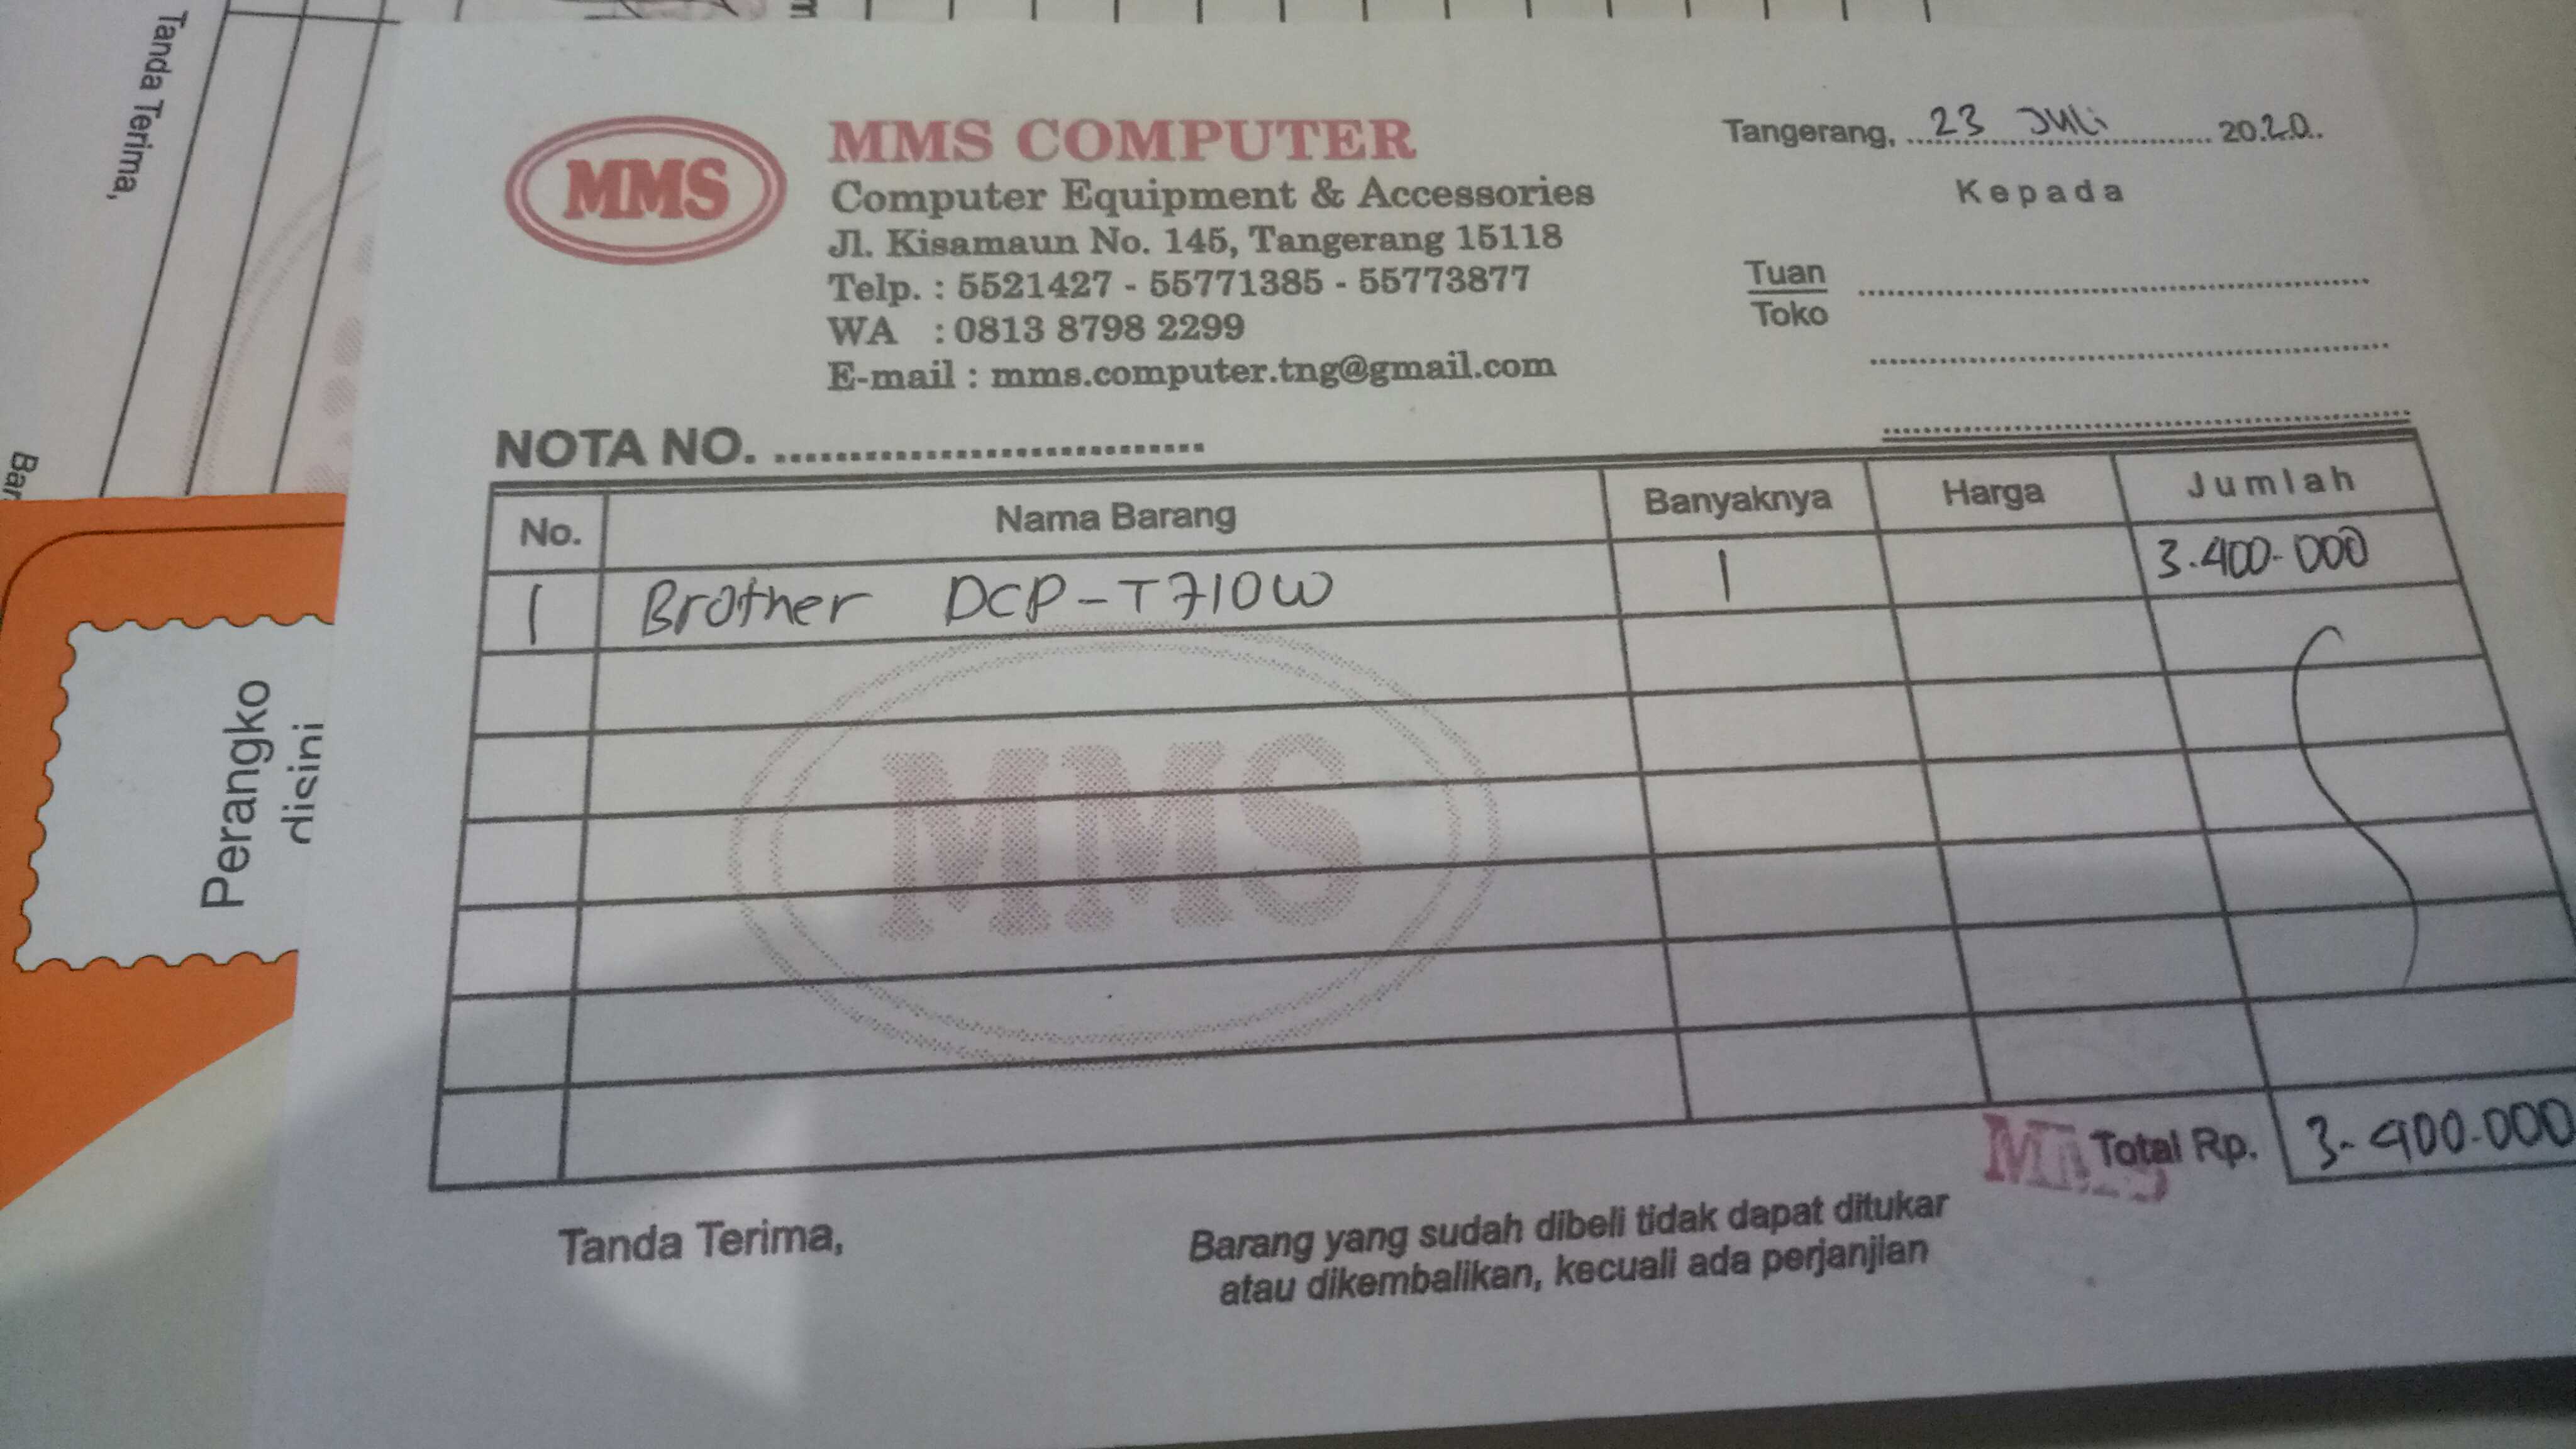 Tanda Terima,
MMS
MMS COMPUTER
Computer Equipment & Accessories
Jl. Kisamaun No. 145, Tangerang 15118
Telp. : 5521427 - 55771385 - 55773877
WA : 0813 8798 2299
E-mail : mms.computer.tng@gmail.com
Tangerang, 23 Juli 2020.
Kepada
Tuan
Toko
NOTA NO.
No. Nama Barang Banyaknya Harga Jumlah
1 Brother DCP-T710W 1 3.400-000
MMS
Total Rp. 3-400.000
Tanda Terima,
Barang yang sudah dibeli tidak dapat ditukar
atau dikembalikan, kecuali ada perjanjian
Perangko
disini